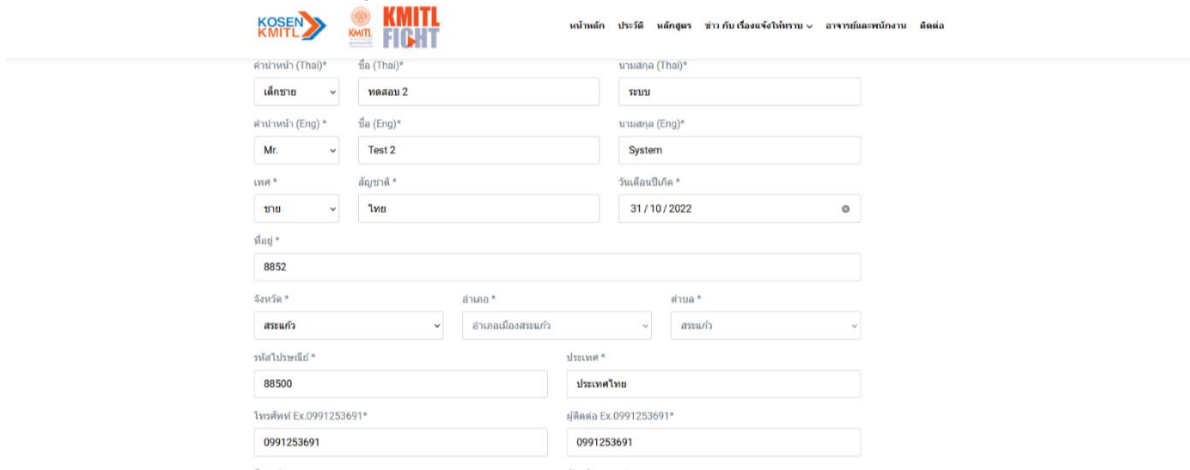 KOSEN KMITL KMITL KMITL FIGHT หน้าหลัก ประวัติ หลักสูตร ข่าว กับ เรื่องแจ้งให้ทราบ อาจารย์และพนักงาน ติดต่อ
คำนำหน้า (Thai)* ชื่อ (Thai)* นามสกุล (Thai)*
เด็กชาย ทดสอบ 2 ระบบ
คำนำหน้า (Eng) * ชื่อ (Eng)* นามสกุล (Eng)*
Mr. Test 2 System
เพศ * สัญชาติ * วันเดือนปีเกิด *
ชาย ไทย 31 / 10 / 2022
ที่อยู่ *
8852
จังหวัด * อำเภอ * ตำบล *
สระแก้ว อำเภอเมืองสระแก้ว สระแก้ว
รหัสไปรษณีย์ * ประเทศ *
88500 ประเทศไทย
โทรศัพท์ Ex.0991253691* ผู้ติดต่อ Ex.0991253691*
0991253691 0991253691